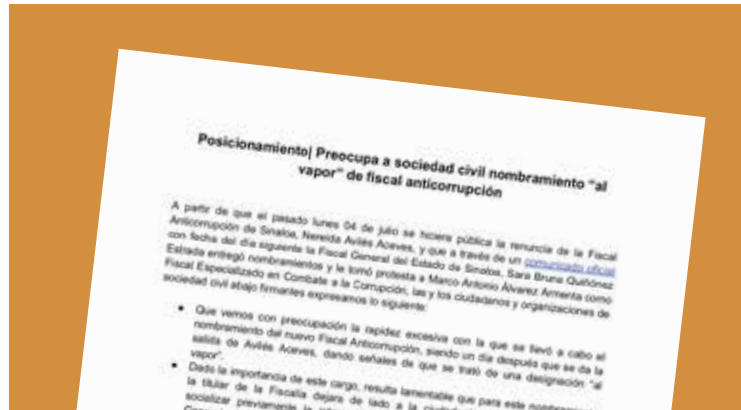 Posicionamiento| Preocupa a sociedad civil nombramiento "al
vapor" de fiscal anticorrupción
A partir de que el pasado lunes 04 de julio se hiciera pública la renuncia de la Fiscal
Anticorrupción de Sinaloa, Nereida Avilés Aceves, y que a través de un comunicado oficial
con fecha del día siguiente la Fiscal General del Estado de Sinaloa, Sara Bruna Quiñónez
Estrada entregó nombramientos y le tomó protesta a Marco Antonio Álvarez Armenta como
Fiscal Especializado en Combate a la Corrupción, las y los ciudadanos y organizaciones de
sociedad civil abajo firmantes expresamos lo siguiente:
• Que vemos con preocupación la rapidez excesiva con la que se llevó a cabo el
nombramiento del nuevo Fiscal Anticorrupción, siendo un día después que se da la
salida de Avilés Aceves, dando señales de que se trató de una designación "al
vapor".
• Dado la importancia de este cargo, resulta lamentable que para este
la titular de la Fiscalía dejara de lado a la
socializar previamente la